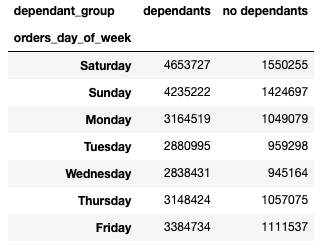 dependant_group dependants no dependants
orders_day_of_week
Saturday 4653727 1550255
Sunday 4235222 1424697
Monday 3164519 1049079
Tuesday 2880995 959298
Wednesday 2838431 945164
Thursday 3148424 1057075
Friday 3384734 1111537